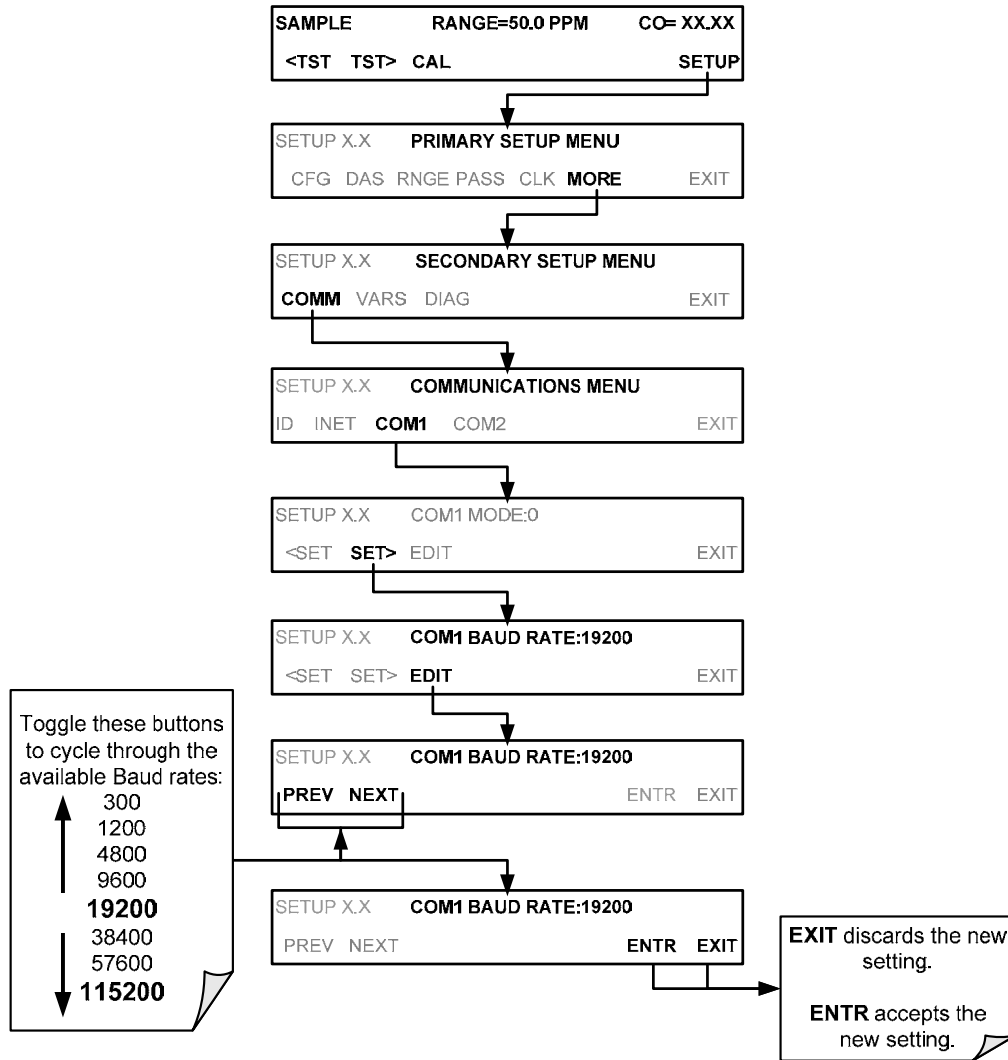 SAMPLE RANGE=50.0 PPM CO= XX.XX
<TST TST> CAL SETUP
SETUP X.X PRIMARY SETUP MENU
CFG DAS RNGE PASS CLK MORE EXIT
SETUP X.X SECONDARY SETUP MENU
COMM VARS DIAG EXIT
SETUP X.X COMMUNICATIONS MENU
ID INET COM1 COM2 EXIT
SETUP X.X COM1 MODE:0
<SET SET> EDIT EXIT
SETUP X.X COM1 BAUD RATE:19200
<SET SET> EDIT EXIT
SETUP X.X COM1 BAUD RATE:19200
PREV NEXT ENTR EXIT
Toggle these buttons
to cycle through the
available Baud rates:
300
1200
4800
9600
19200
38400
57600
115200
SETUP X.X COM1 BAUD RATE:19200
PREV NEXT ENTR EXIT
EXIT discards the new
setting.
ENTR accepts the
new setting.